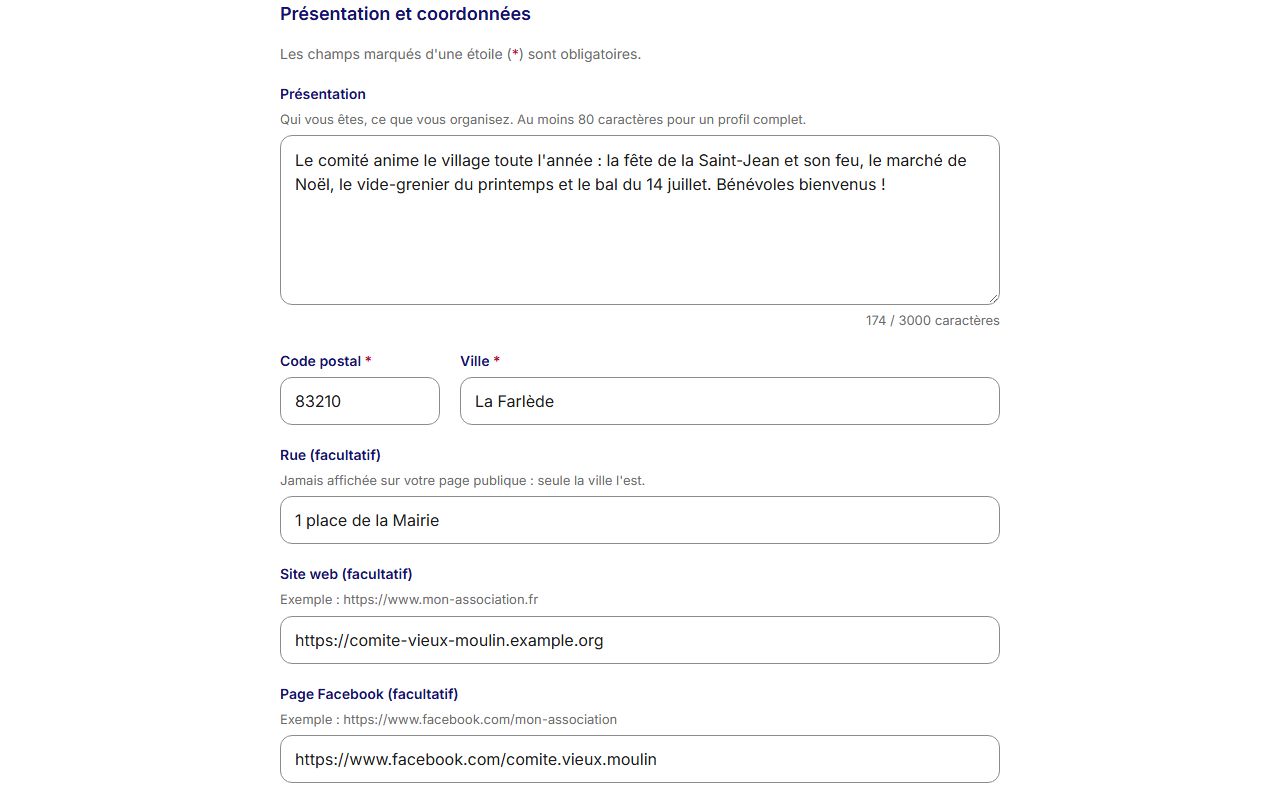 Présentation et coordonnées
Les champs marqués d'une étoile (*) sont obligatoires.
Présentation
Qui vous êtes, ce que vous organisez. Au moins 80 caractères pour un profil complet.
Le comité anime le village toute l'année : la fête de la Saint-Jean et son feu, le marché de
Noël, le vide-grenier du printemps et le bal du 14 juillet. Bénévoles bienvenus !
174 / 3000 caractères
Code postal *
Ville *
83210
La Farlède
Rue (facultatif)
Jamais affichée sur votre page publique : seule la ville l'est.
1 place de la Mairie
Site web (facultatif)
Exemple : https://www.mon-association.fr
https://comite-vieux-moulin.example.org
Page Facebook (facultatif)
Exemple : https://www.facebook.com/mon-association
https://www.facebook.com/comite.vieux.moulin